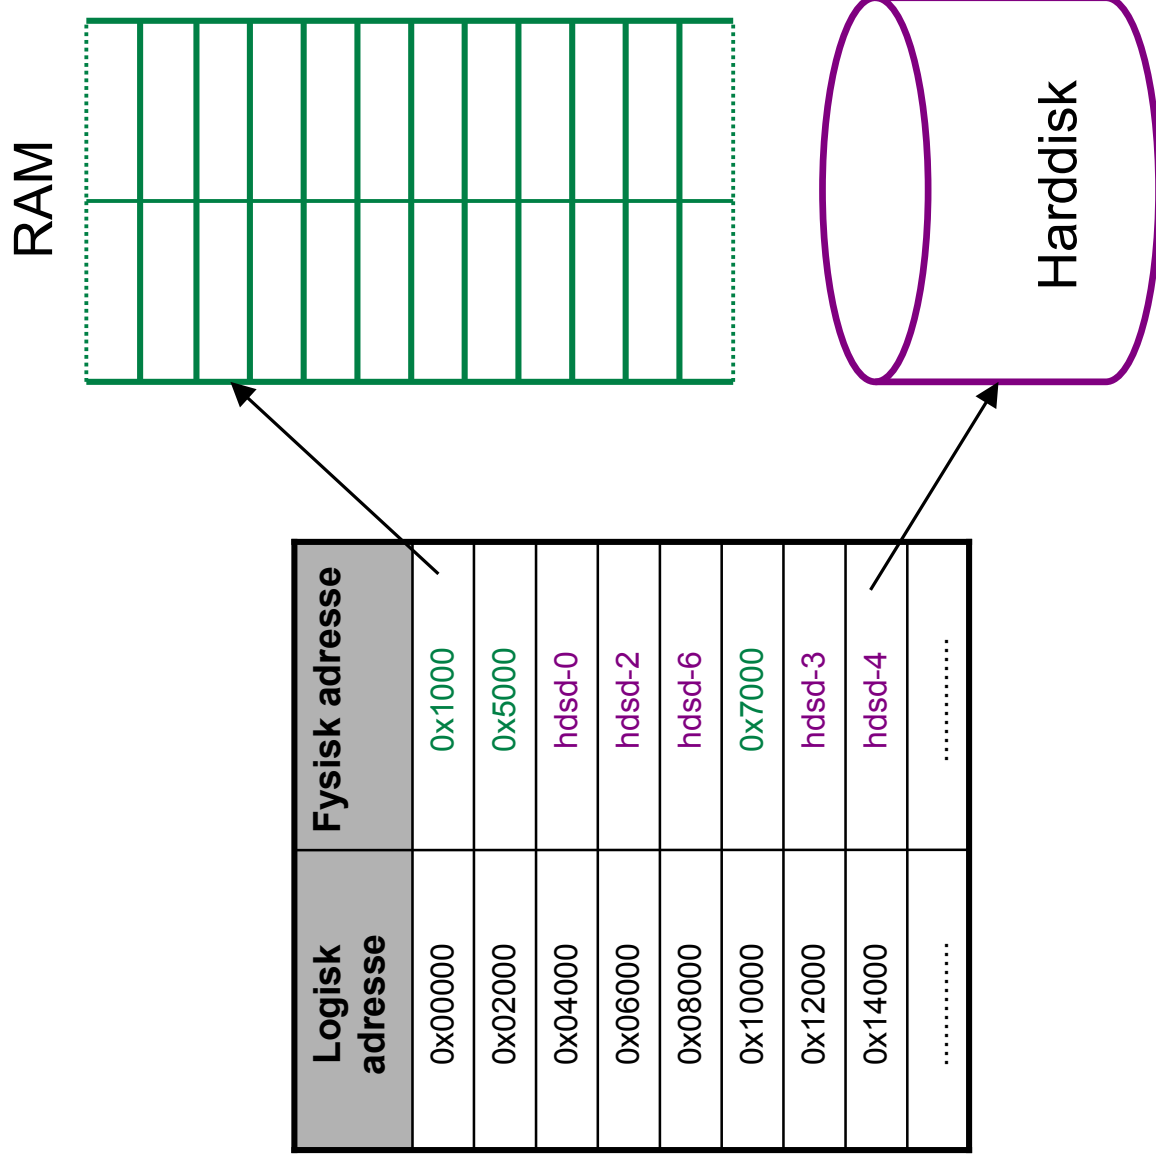 RAM
Harddisk
Logisk adresse	Fysisk adresse
0x00000	0x1000
0x02000	0x5000
0x04000	hdsd-0
0x06000	hdsd-2
0x08000	hdsd-6
0x10000	0x7000
0x12000	hdsd-3
0x14000	hdsd-4
............	............